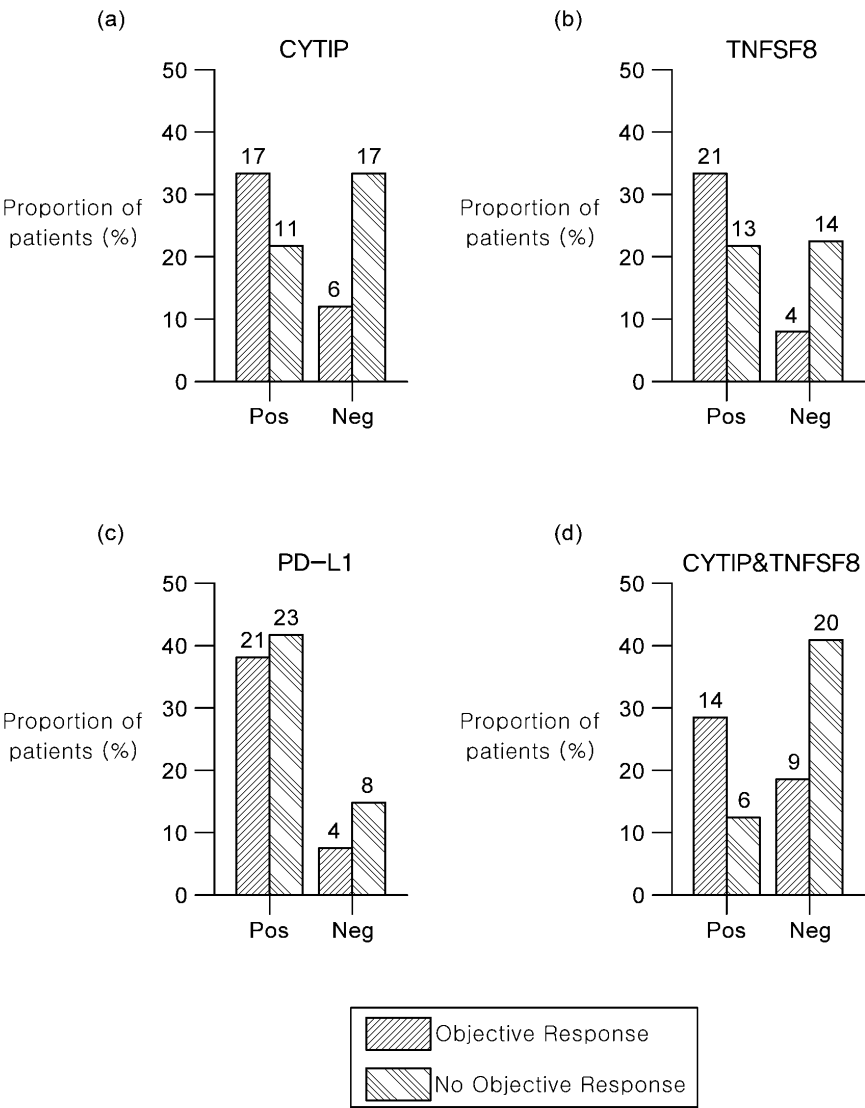 (a)
CYTIP
50
40
30
20
10
0
Proportion of
patients (%)
17
11
6
17
Pos
Neg
(b)
TNFSF8
50
40
30
20
10
0
Proportion of
patients (%)
21
13
4
14
Pos
Neg
(c)
PD-L1
50
40
30
20
10
0
Proportion of
patients (%)
21
23
4
8
Pos
Neg
(d)
CYTIP&TNFSF8
50
40
30
20
10
0
Proportion of
patients (%)
14
6
9
20
Pos
Neg
Objective Response
No Objective Response